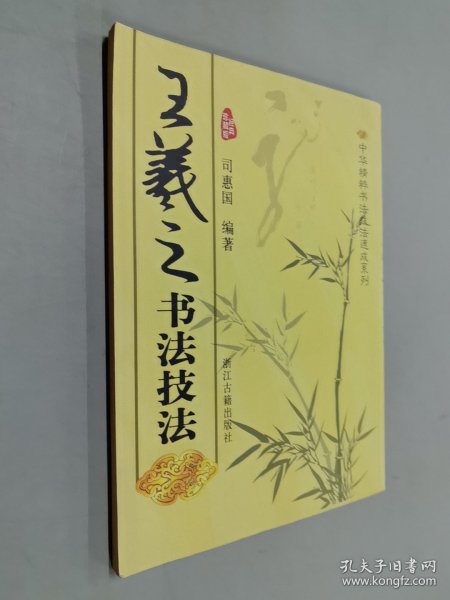 王羲之书法技法
司惠国 编著
浙江古籍出版社
中华精粹书法技法速成系列
孔夫子旧书网
www.kongfz.com